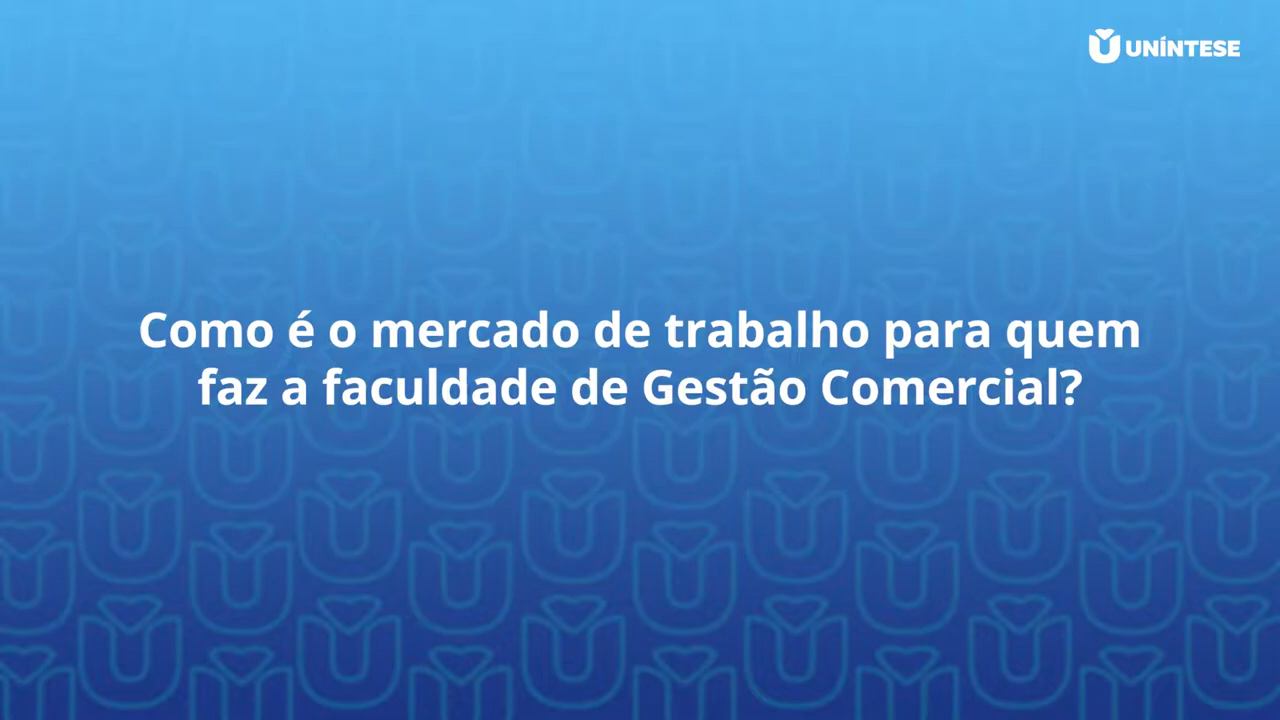 UNÍNTESE
Como é o mercado de trabalho para quem
faz a faculdade de Gestão Comercial?